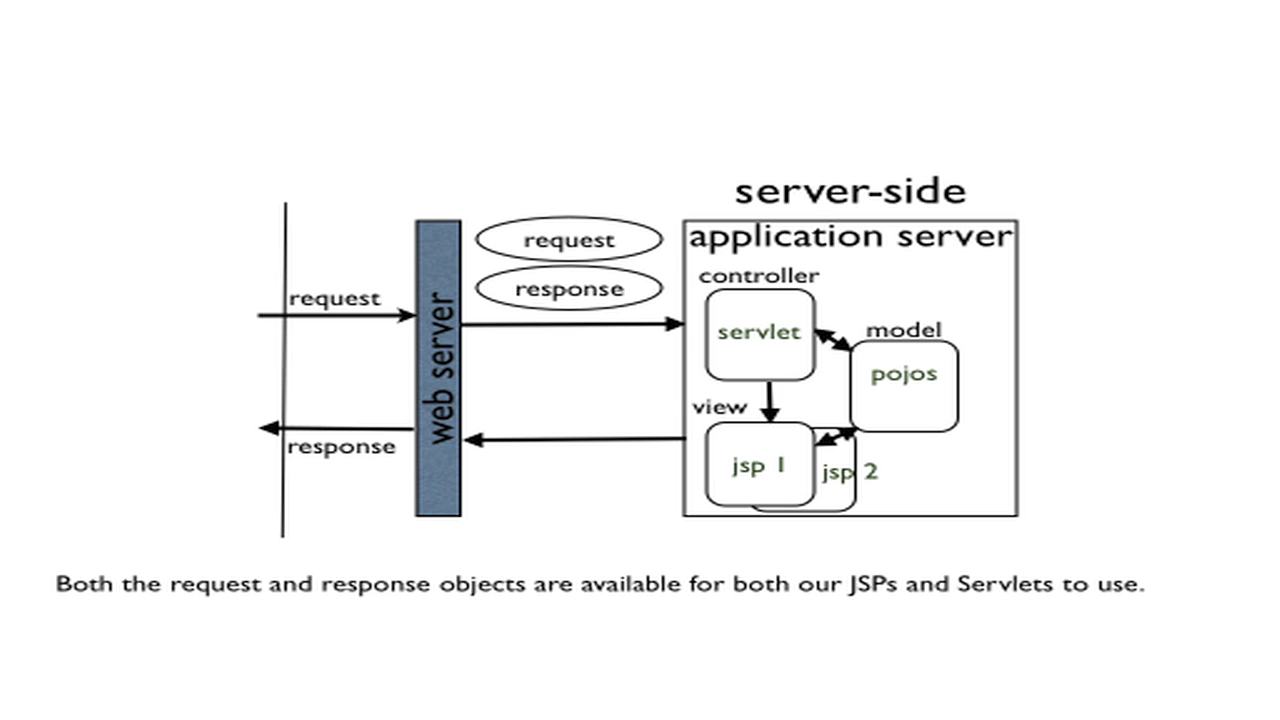 server-side
application server
request
response
controller
request
web server
servlet
model
pojos
view
response
jsp 1
jsp 2
Both the request and response objects are available for both our JSPs and Servlets to use.